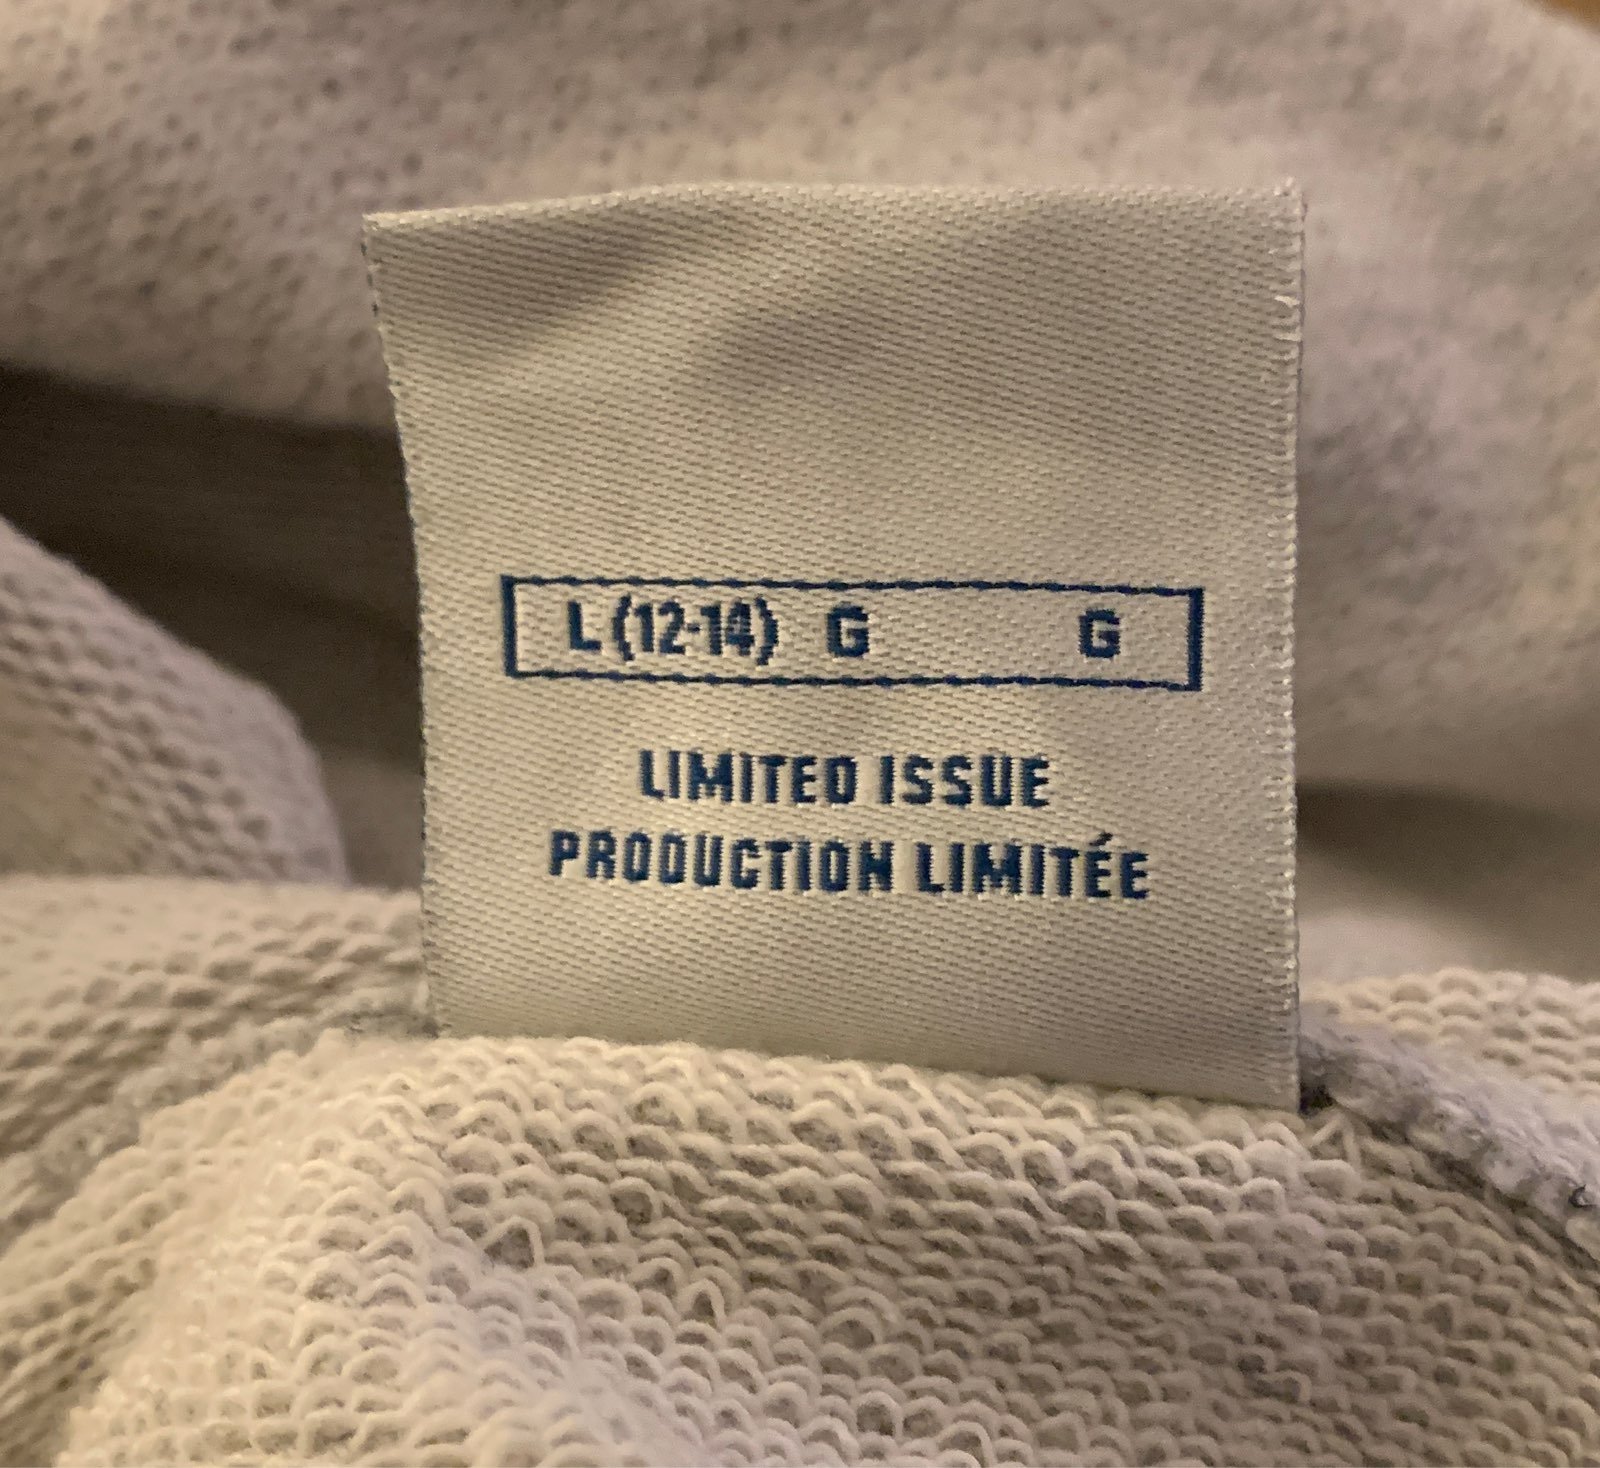 L (12-14) G G
LIMITED ISSUE
PRODUCTION LIMITÉE